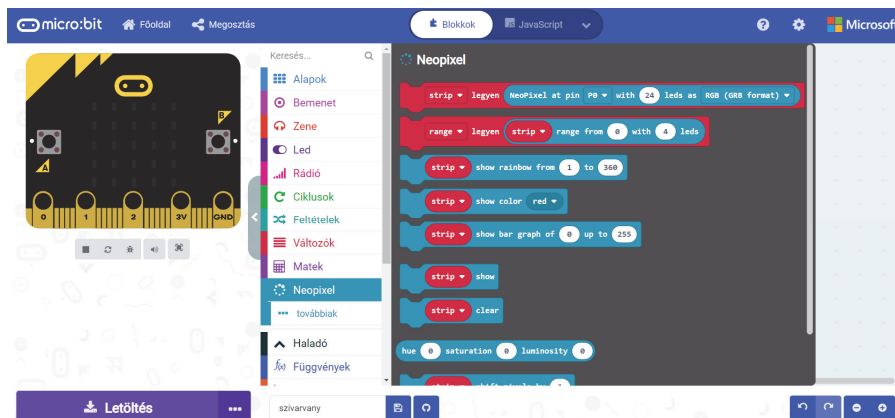 micro:bit Főoldal Megosztás Blokkok JavaScript ? Microsoft
Keresés...
Alapok
Bemenet
Zene
Led
Rádió
Ciklusok
Feltételek
Változók
Matek
Neopixel
továbbiak
Haladó
f(x) Függvények
A
B
0 1 2 3V GND
Neopixel
strip legyen NeoPixel at pin P0 with 24 leds as RGB (GRB format)
range legyen strip range from 0 with 4 leds
strip show rainbow from 1 to 360
strip show color red
strip show bar graph of 0 up to 255
strip show
strip clear
hue 0 saturation 0 luminosity 0
Letöltés
szivarvany